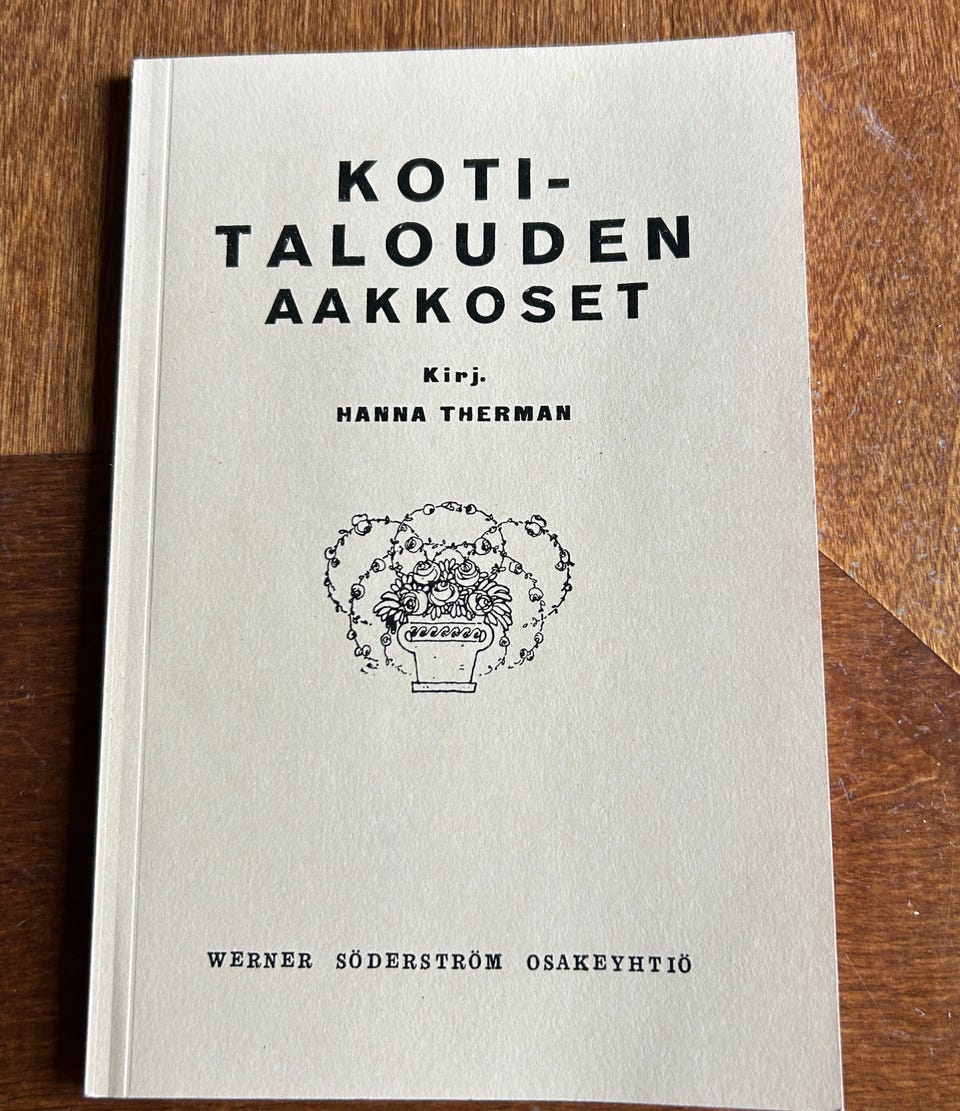 KOTI-
TALOUDEN
AAKKOSET
Kirj.
HANNA THERMAN
WERNER SÖDERSTRÖM OSAKEYHTIÖ